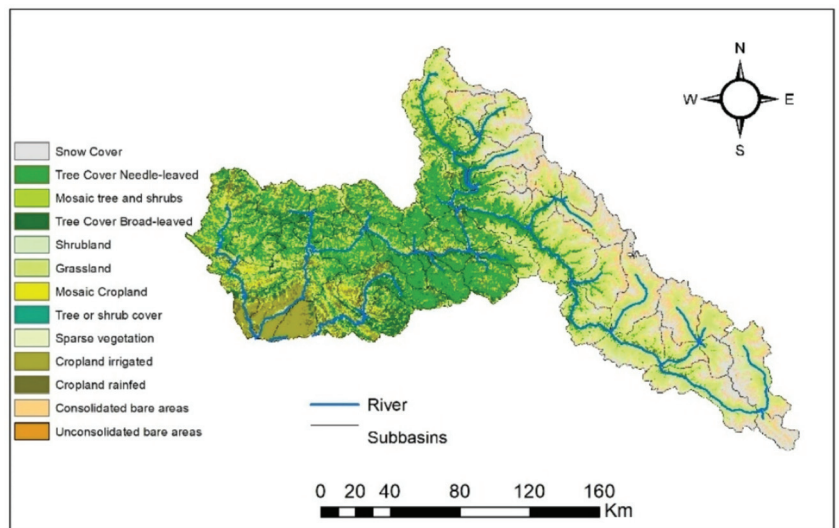 N
W E
S
Snow Cover
Tree Cover Needle-leaved
Mosaic tree and shrubs
Tree Cover Broad-leaved
Shrubland
Grassland
Mosaic Cropland
Tree or shrub cover
Sparse vegetation
Cropland irrigated
Cropland rainfed
Consolidated bare areas
Unconsolidated bare areas
River
Subbasins
0 20 40 80 120 160
Km